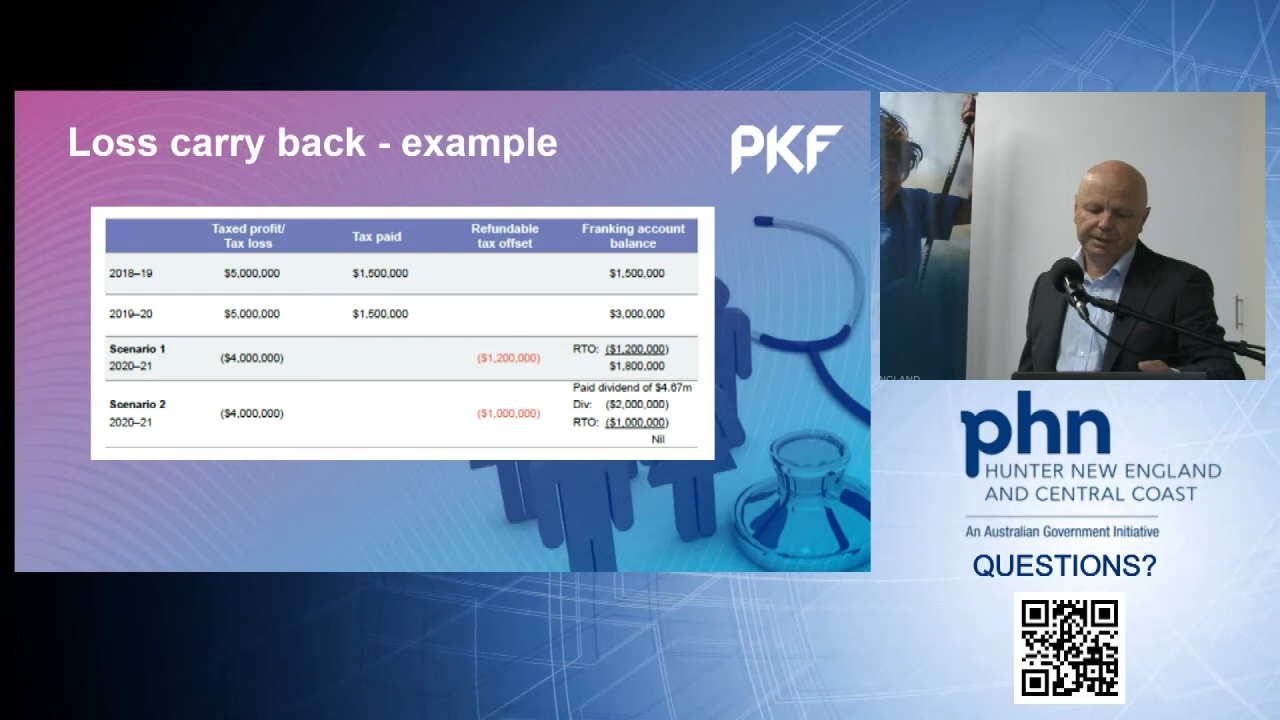 Loss carry back - example
PKF
Taxed profit/
Tax loss
Tax paid
Refundable
tax offset
Franking account
balance
2018–19 $5,000,000 $1,500,000 $1,500,000
2019–20 $5,000,000 $1,500,000 $3,000,000
Scenario 1
2020–21
($4,000,000)
($1,200,000)
RTO: ($1,200,000)
$1,800,000
Scenario 2
2020–21
($4,000,000)
($1,000,000)
Paid dividend of $4.67m
Div: ($2,000,000)
RTO: ($1,000,000)
Nil
ENGLAND
phn
HUNTER NEW ENGLAND
AND CENTRAL COAST
An Australian Government Initiative
QUESTIONS?